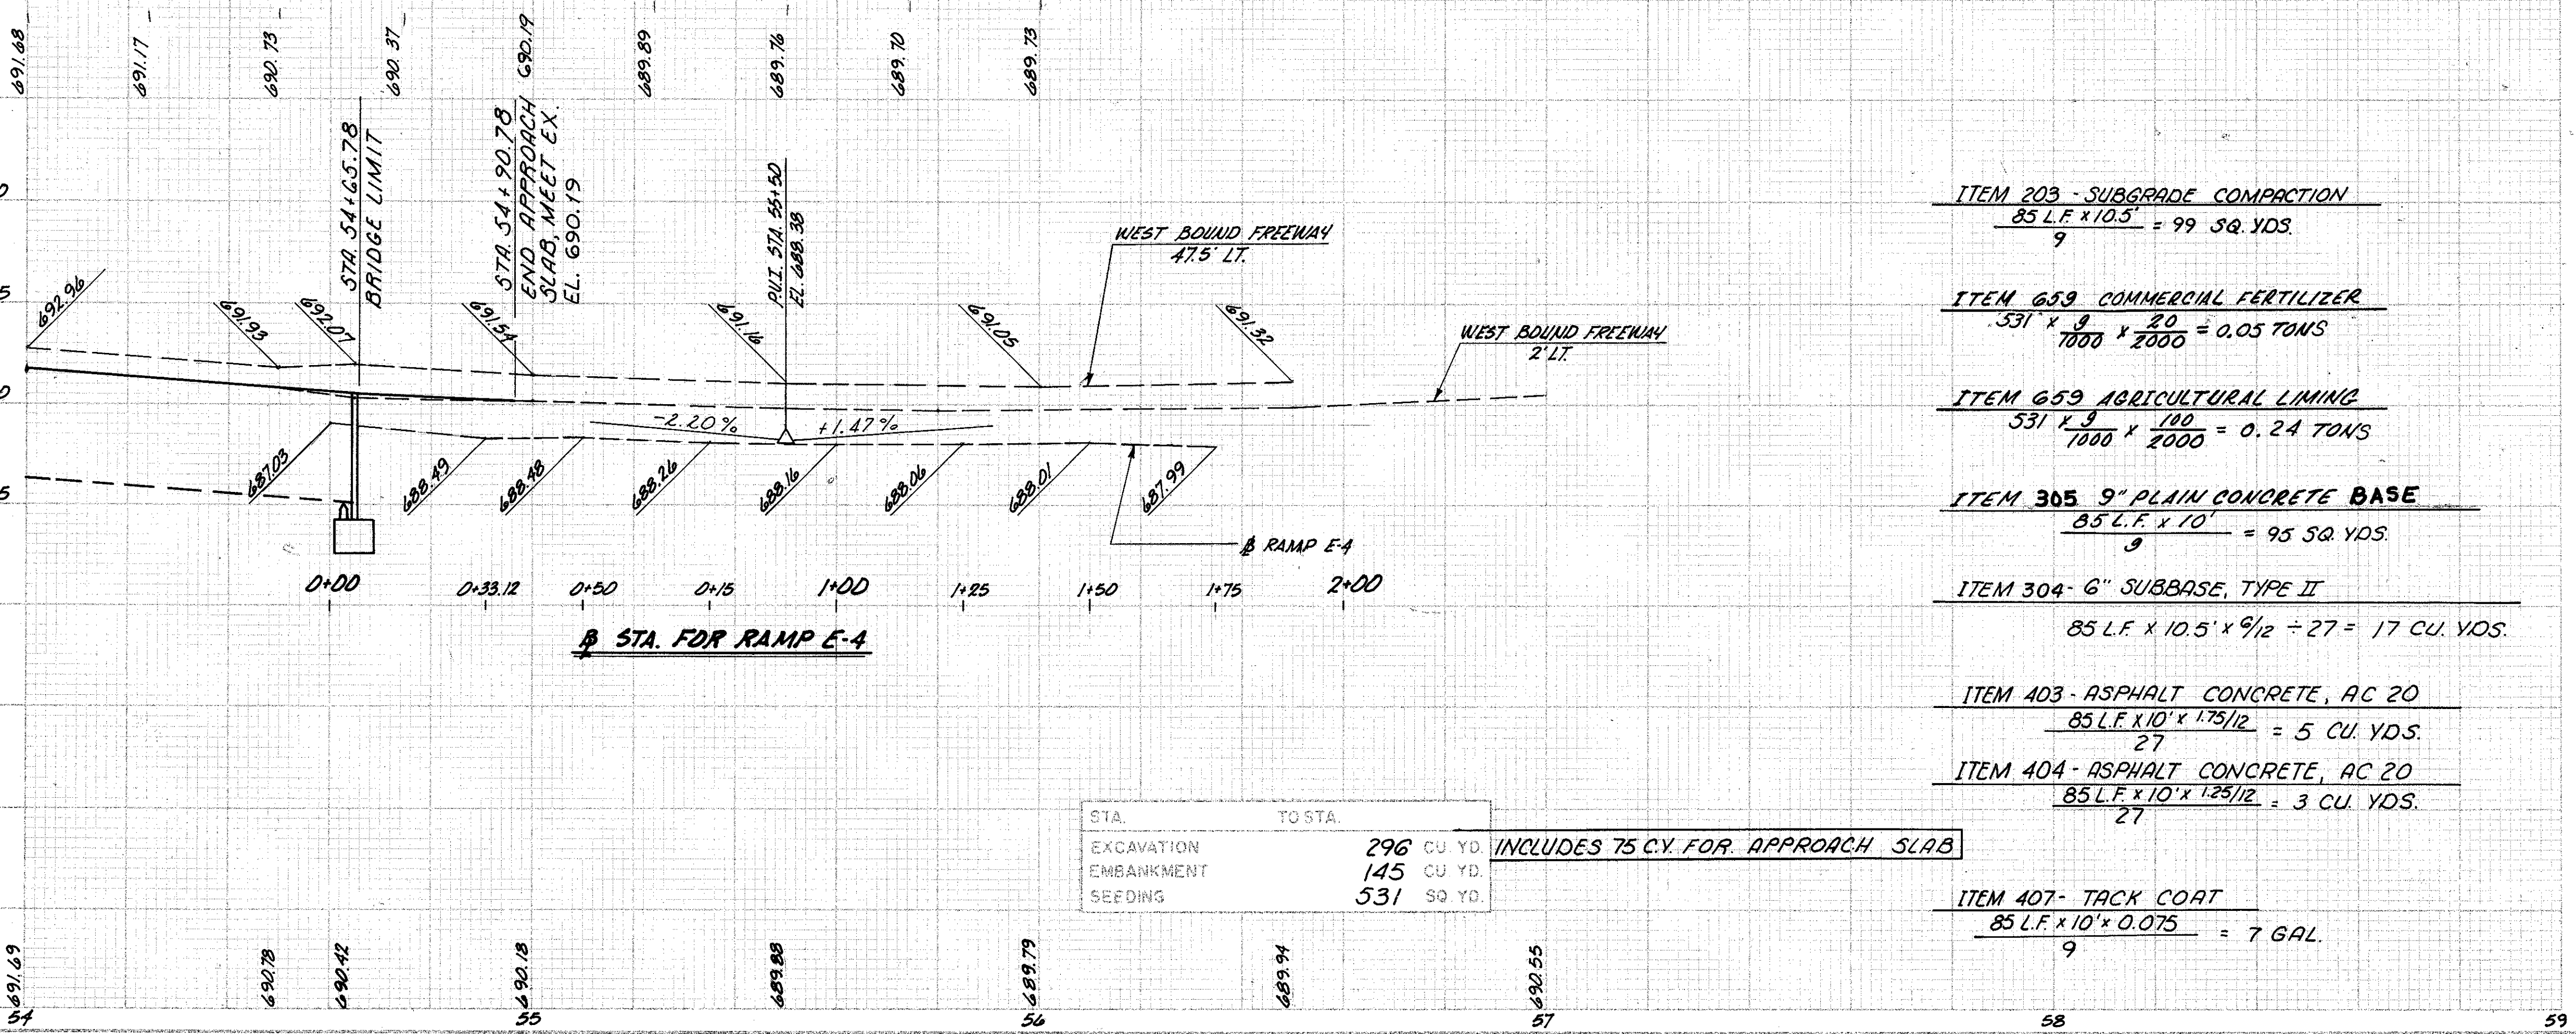 691.68
691.17
690.73
690.37
690.19
689.89
689.76
689.70
689.73
STA. 54+65.78
BRIDGE LIMIT
STA. 54+90.78
END APPROACH
SLAB, MEET EX.
EL. 690.19
P.V.I. STA. 55+50
EL. 688.38
WEST BOUND FREEWAY
47.5' LT.
WEST BOUND FREEWAY
2' LT.
692.96
691.93
692.07
691.54
691.16
691.05
691.32
-2.20%
+1.47%
687.03
688.49
688.48
688.26
688.16
688.06
688.01
687.99
RAMP E-4
0+00
0+33.12
0+50
0+15
1+00
1+25
1+50
1+75
2+00
STA. FOR RAMP E-4
ITEM 203 - SUBGRADE COMPACTION
85 L.F. x 10.5'
9
= 99 SQ. YDS.
ITEM 659 COMMERCIAL FERTILIZER
531 x 9/1000 x 20/2000 = 0.05 TONS
ITEM 659 AGRICULTURAL LIMING
531 x 9/1000 x 100/2000 = 0.24 TONS
ITEM 305 9" PLAIN CONCRETE BASE
85 L.F. x 10'
9
= 95 SQ. YDS.
ITEM 304- 6" SUBBASE, TYPE II
85 L.F. x 10.5' x 6/12 ÷ 27 = 17 CU. YDS.
ITEM 403 - ASPHALT CONCRETE, AC 20
85 L.F. x 10' x 1.75/12
27
= 5 CU. YDS.
ITEM 404 - ASPHALT CONCRETE, AC 20
85 L.F. x 10' x 1.25/12
27
= 3 CU. YDS.
ITEM 407- TACK COAT
85 L.F. x 10' x 0.075
9
= 7 GAL.
STA. TO STA.
EXCAVATION 296 CU. YD. INCLUDES 75 C.Y. FOR APPROACH SLAB
EMBANKMENT 145 CU. YD.
SEEDING 531 SQ. YD.
691.69
690.78
690.42
690.18
689.88
689.79
689.94
690.55
54
55
56
57
58
59